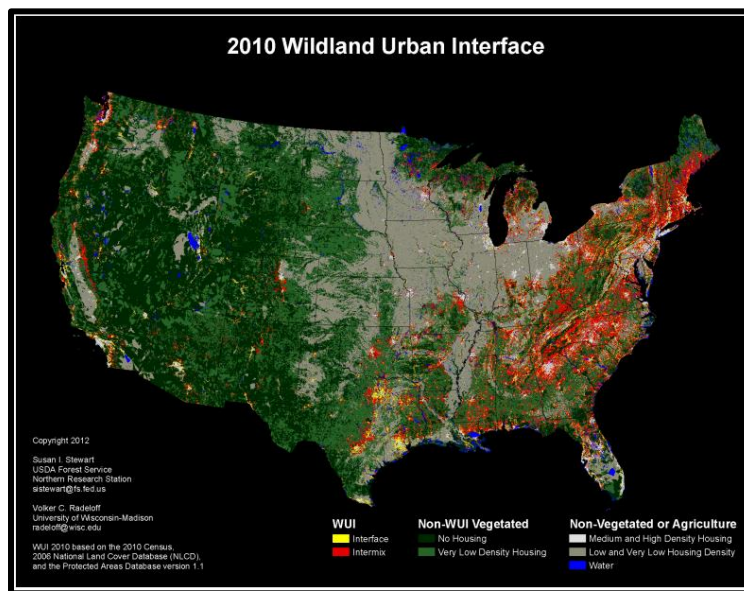 2010 Wildland Urban Interface
Copyright 2012
Susan I. Stewart
USDA Forest Service
Northern Research Station
sistewart@fs.fed.us
Volker C. Radeloff
University of Wisconsin-Madison
radeloff@wisc.edu
WUI 2010 based on the 2010 Census,
2006 National Land Cover Database (NLCD),
and the Protected Areas Database version 1.1
WUI
Interface
Intermix
Non-WUI Vegetated
No Housing
Very Low Density Housing
Non-Vegetated or Agriculture
Medium and High Density Housing
Low and Very Low Housing Density
Water